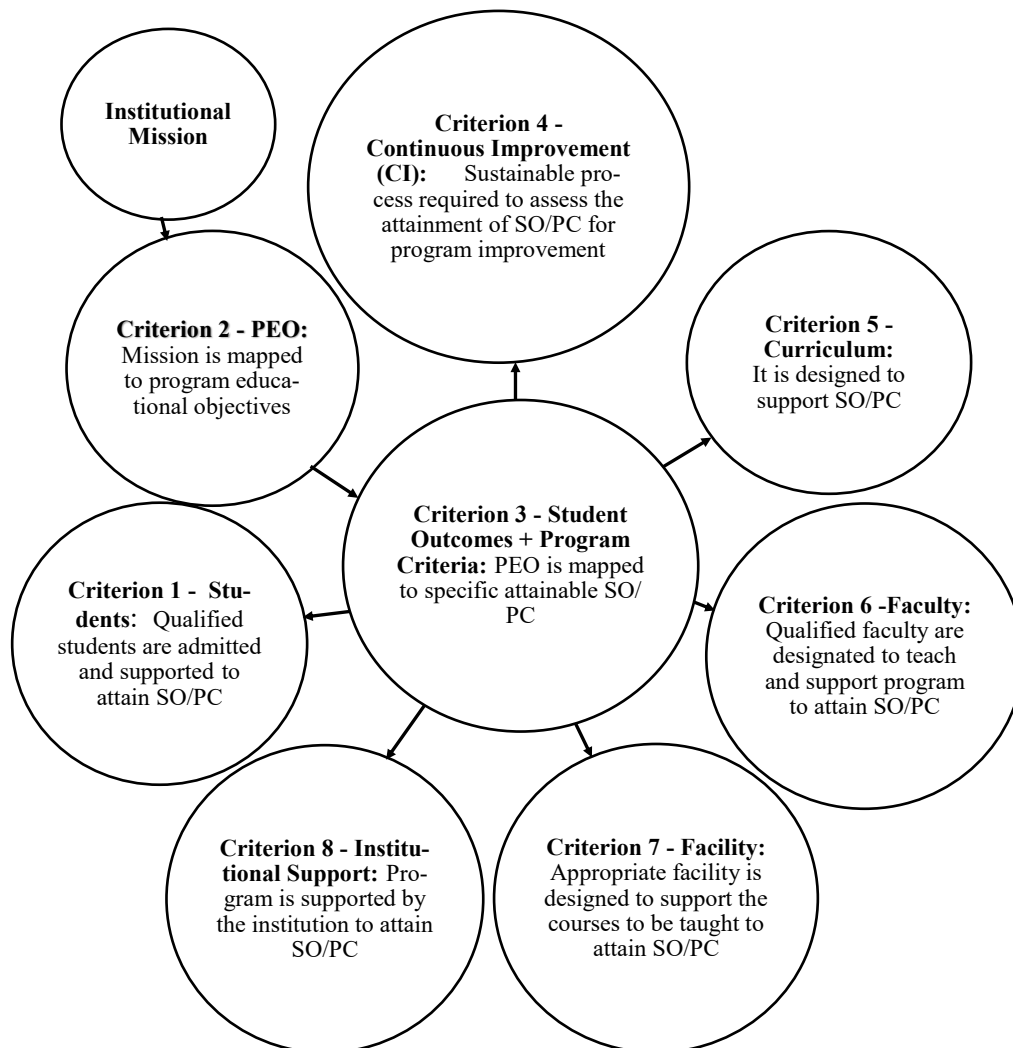 Institutional
Mission
Criterion 4 -
Continuous Improvement
(CI): Sustainable pro-
cess required to assess the
attainment of SO/PC for
program improvement
Criterion 2 - PEO:
Mission is mapped
to program educa-
tional objectives
Criterion 5 -
Curriculum:
It is designed to
support SO/PC
Criterion 3 - Student
Outcomes + Program
Criteria: PEO is mapped
to specific attainable SO/
PC
Criterion 1 - Stu-
dents: Qualified
students are admitted
and supported to
attain SO/PC
Criterion 6 -Faculty:
Qualified faculty are
designated to teach
and support program
to attain SO/PC
Criterion 8 - Institu-
tional Support: Pro-
gram is supported by
the institution to attain
SO/PC
Criterion 7 - Facility:
Appropriate facility is
designed to support the
courses to be taught to
attain SO/PC